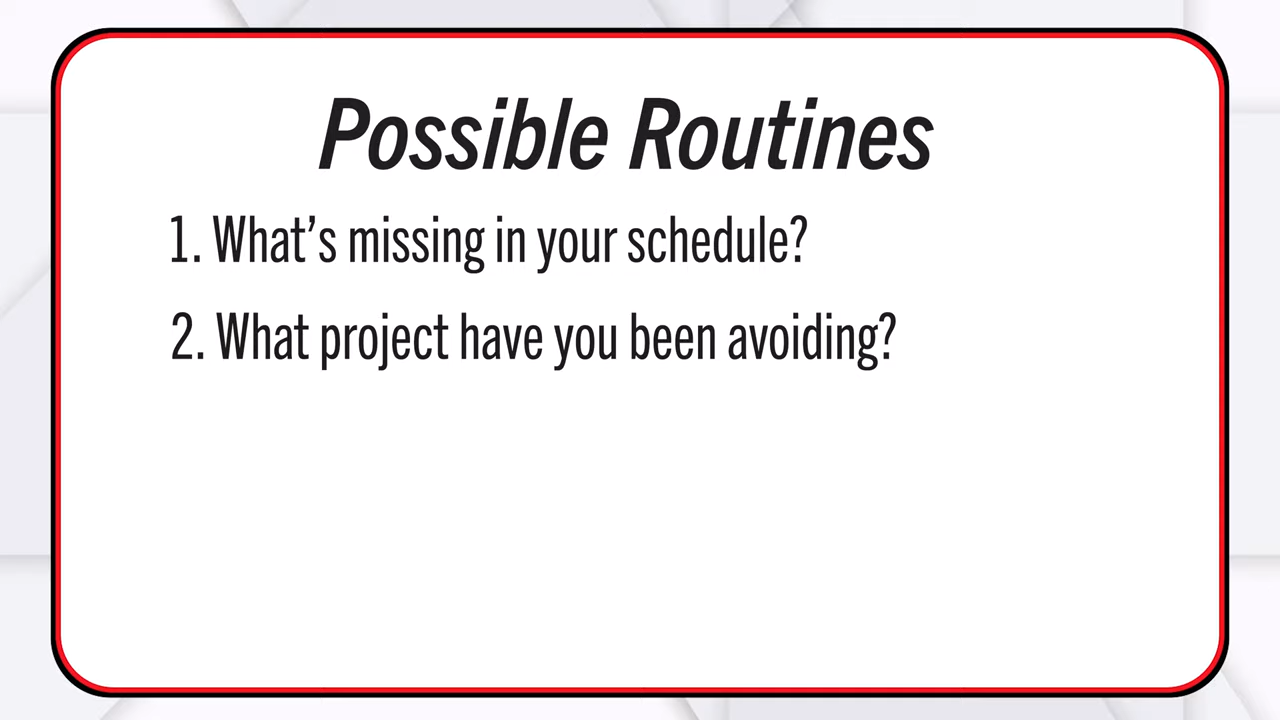 Possible Routines
1. What’s missing in your schedule?
2. What project have you been avoiding?